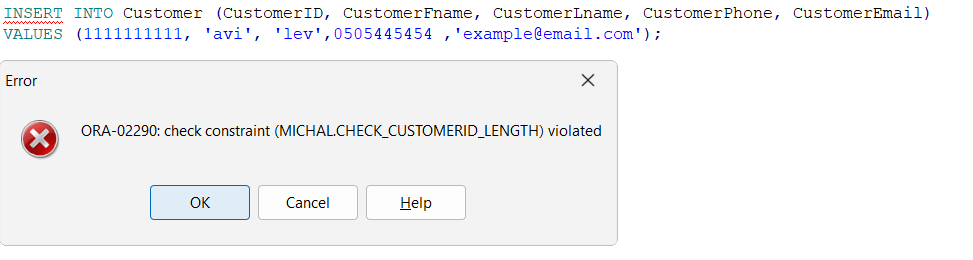 INSERT INTO Customer (CustomerID, CustomerFname, CustomerLname, CustomerPhone, CustomerEmail)
VALUES (1111111111, 'avi', 'lev',0505445454 ,'example@email.com');
Error
ORA-02290: check constraint (MICHAL.CHECK_CUSTOMERID_LENGTH) violated
OK Cancel Help